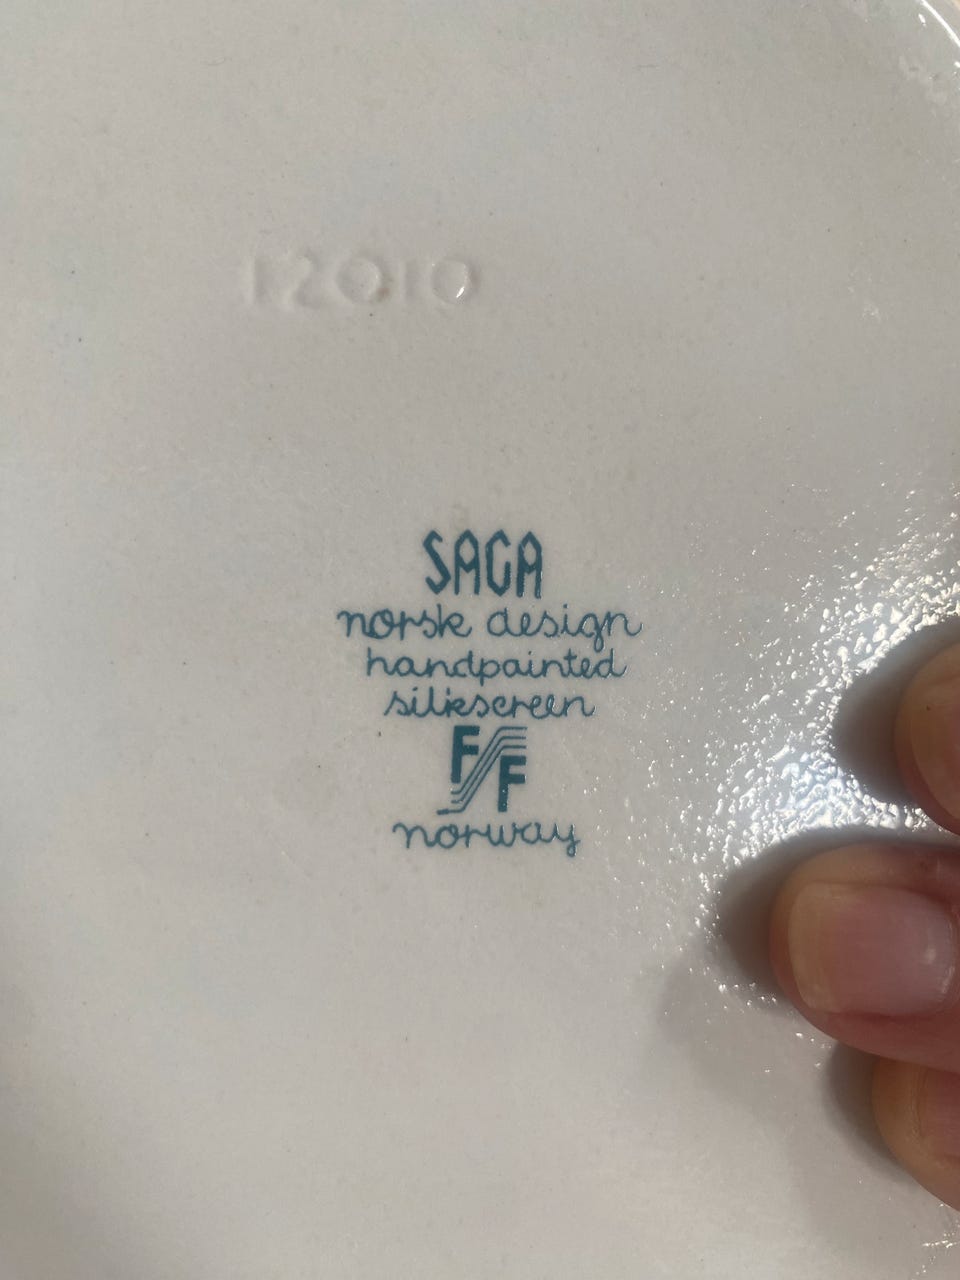 12010
SAGA
norsk design
handpainted
silkscreen
F/F
norway